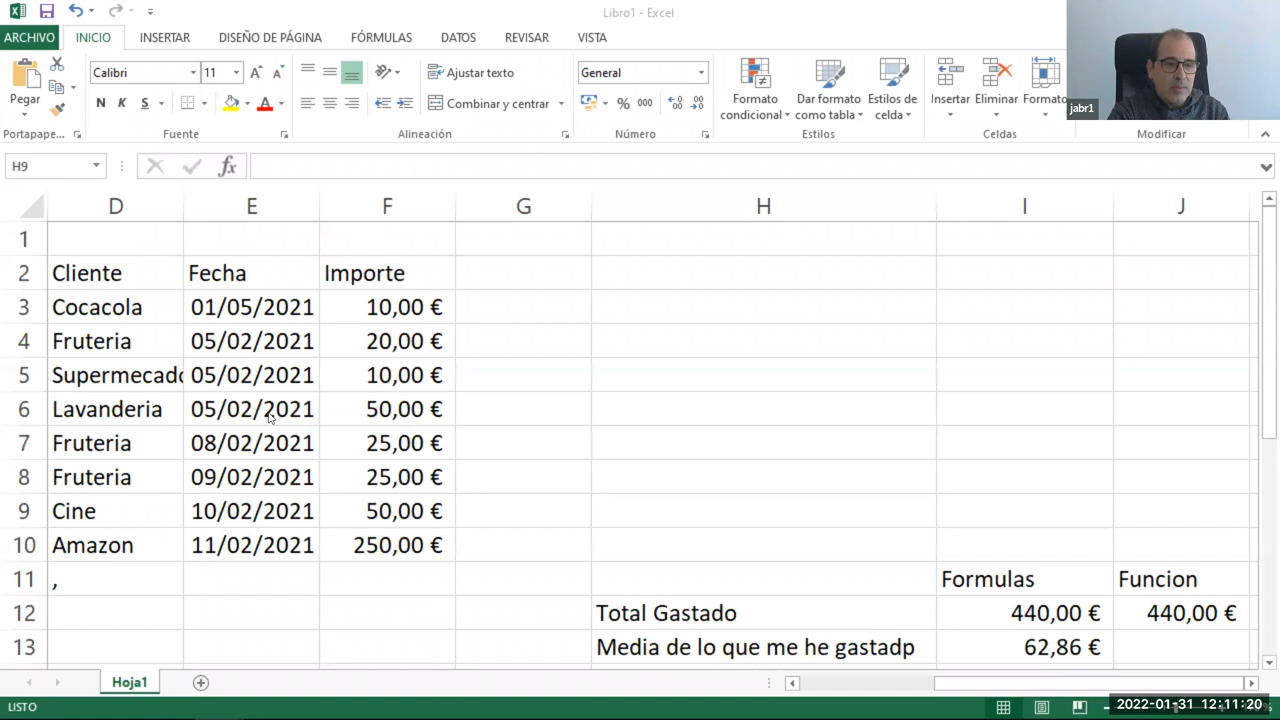 Libro1 - Excel
ARCHIVO INICIO INSERTAR DISEÑO DE PÁGINA FÓRMULAS DATOS REVISAR VISTA
Pegar
Calibri 11
N K S
Ajustar texto
Combinar y centrar
General
% 000
Formato condicional
Dar formato como tabla
Estilos de celda
Insertar
Eliminar
Formato
jabr1
Portapape... Fuente Alineación Número Estilos Celdas Modificar
H9 fx
D E F G H I J
1
2 Cliente Fecha Importe
3 Cocacola 01/05/2021 10,00 €
4 Fruteria 05/02/2021 20,00 €
5 Supermecado 05/02/2021 10,00 €
6 Lavanderia 05/02/2021 50,00 €
7 Fruteria 08/02/2021 25,00 €
8 Fruteria 09/02/2021 25,00 €
9 Cine 10/02/2021 50,00 €
10 Amazon 11/02/2021 250,00 €
11 , Formulas Funcion
12 Total Gastado 440,00 € 440,00 €
13 Media de lo que me he gastadp 62,86 €
Hoja1
LISTO
2022-01-31 12:11:20